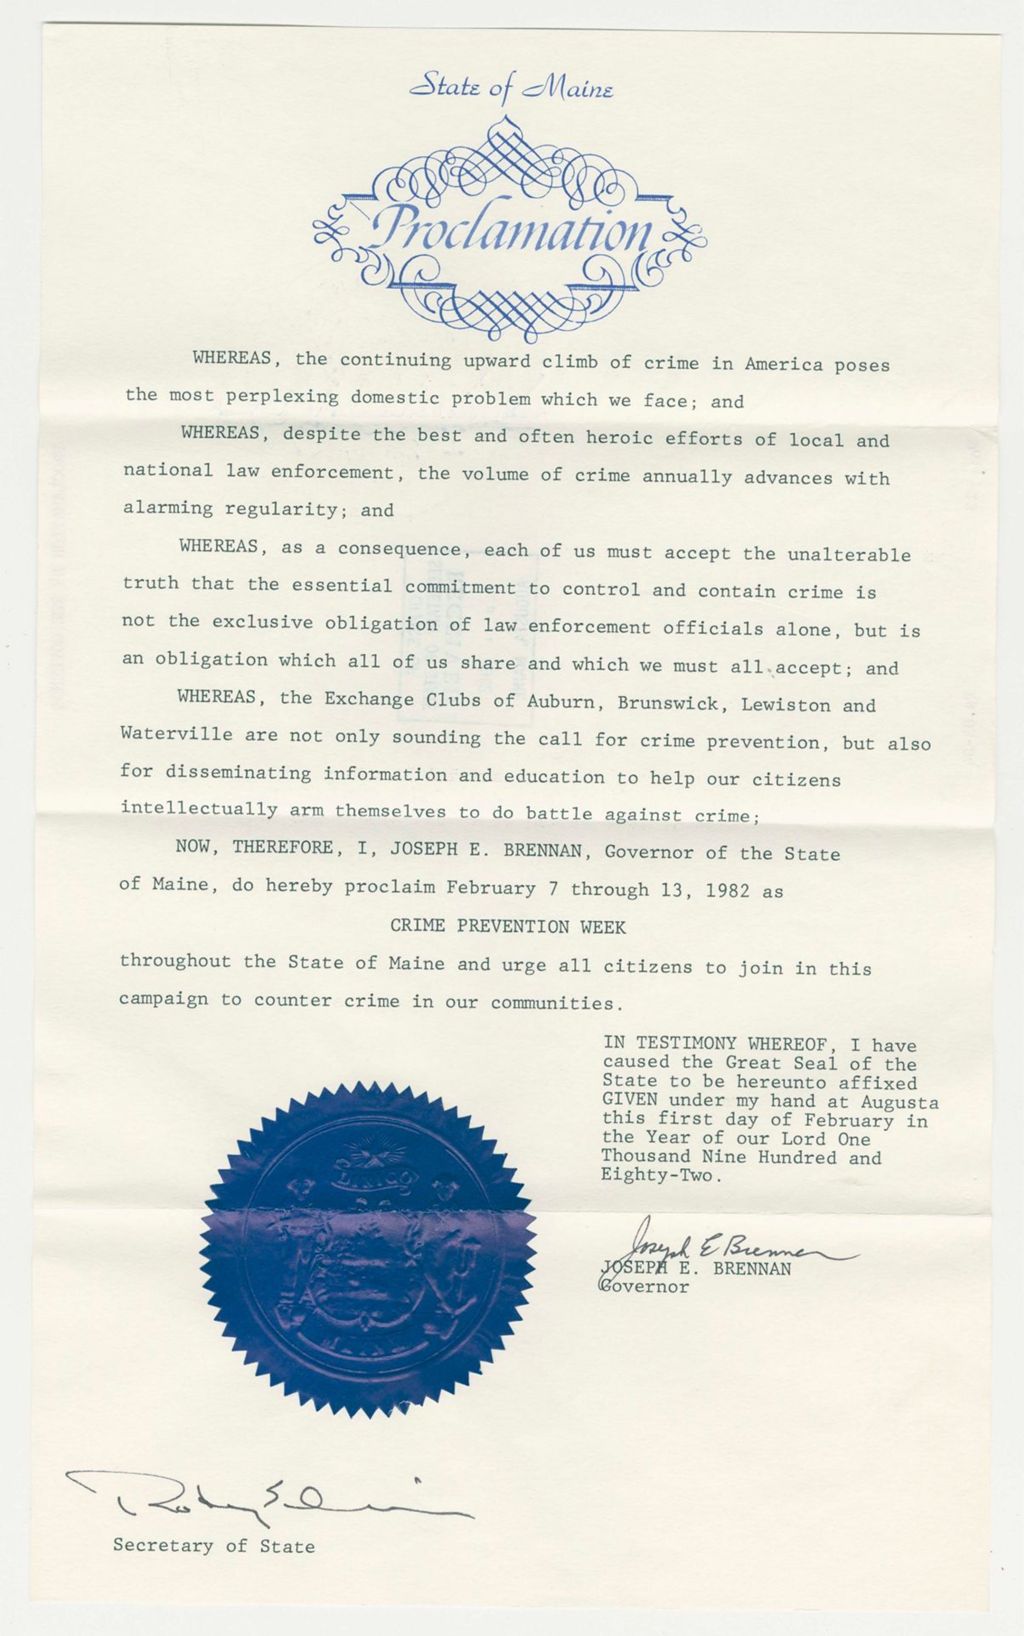 State of Maine
Proclamation
WHEREAS, the continuing upward climb of crime in America poses
the most perplexing domestic problem which we face; and
WHEREAS, despite the best and often heroic efforts of local and
national law enforcement, the volume of crime annually advances with
alarming regularity; and
WHEREAS, as a consequence, each of us must accept the unalterable
truth that the essential commitment to control and contain crime is
not the exclusive obligation of law enforcement officials alone, but is
an obligation which all of us share and which we must all accept; and
WHEREAS, the Exchange Clubs of Auburn, Brunswick, Lewiston and
Waterville are not only sounding the call for crime prevention, but also
for disseminating information and education to help our citizens
intellectually arm themselves to do battle against crime;
NOW, THEREFORE, I, JOSEPH E. BRENNAN, Governor of the State
of Maine, do hereby proclaim February 7 through 13, 1982 as
CRIME PREVENTION WEEK
throughout the State of Maine and urge all citizens to join in this
campaign to counter crime in our communities.
IN TESTIMONY WHEREOF, I have
caused the Great Seal of the
State to be hereunto affixed
GIVEN under my hand at Augusta
this first day of February in
the Year of our Lord One
Thousand Nine Hundred and
Eighty-Two.
DIRIGO
MAINE
Joseph E Brennan
JOSEPH E. BRENNAN
Governor
Secretary of State